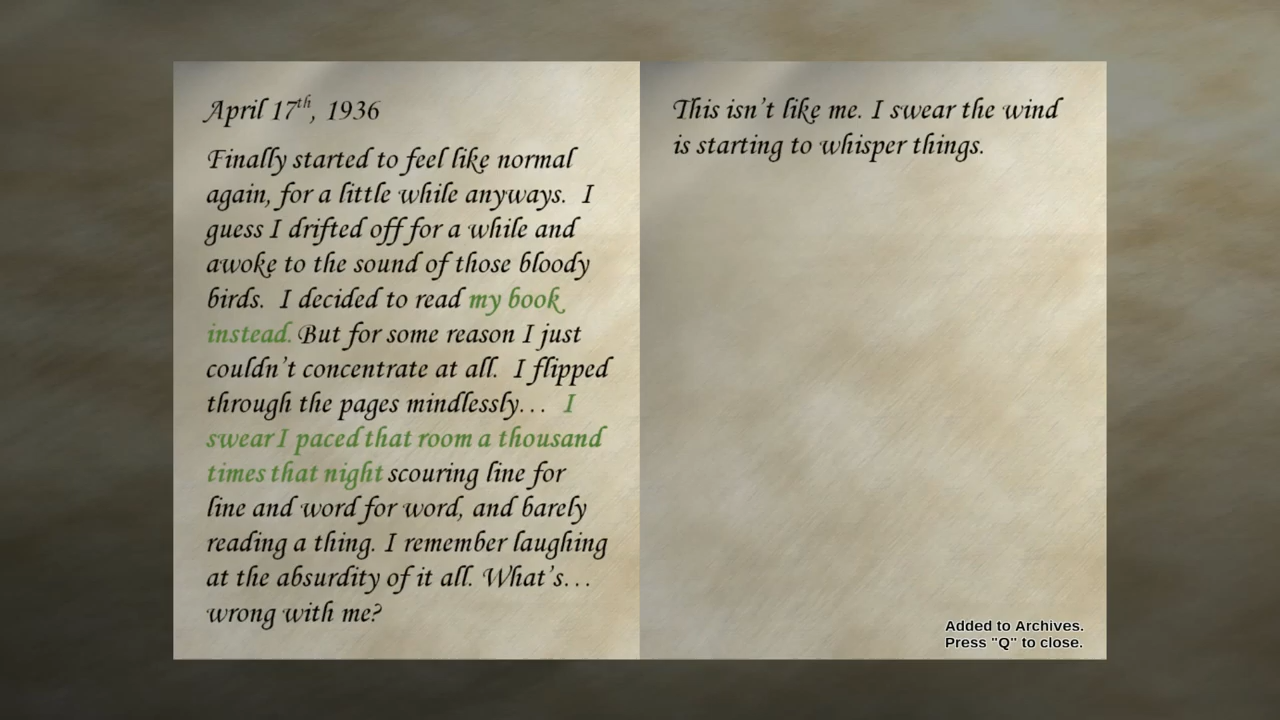 April 17th, 1936
Finally started to feel like normal
again, for a little while anyways.  I
guess I drifted off for a while and
awoke to the sound of those bloody
birds.  I decided to read my book
instead. But for some reason I just
couldn’t concentrate at all.  I flipped
through the pages mindlessly…  I
swear I paced that room a thousand
times that night scouring line for
line and word for word, and barely
reading a thing. I remember laughing
at the absurdity of it all. What’s…
wrong with me?
This isn’t like me. I swear the wind
is starting to whisper things.
Added to Archives.
Press "Q" to close.